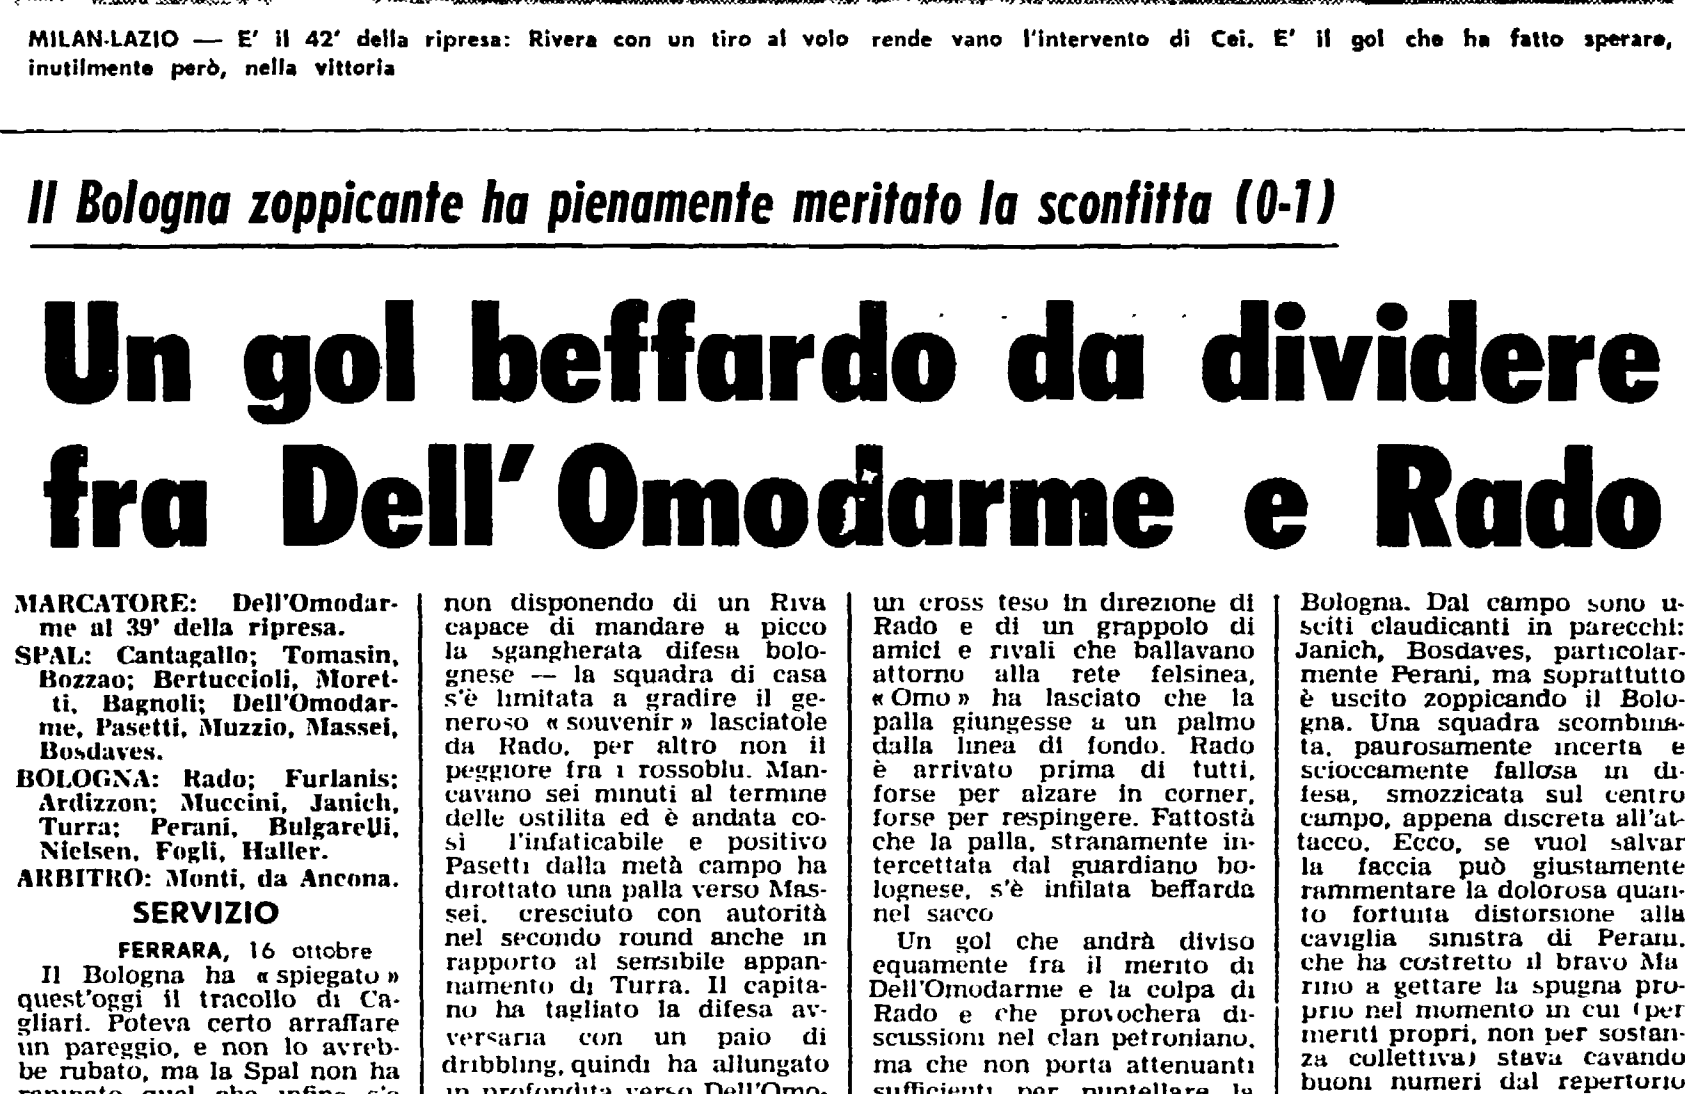 MILAN-LAZIO — E' il 42' della ripresa: Rivera con un tiro al volo rende vano l'intervento di Cei. E' il gol che ha fatto sperare,
inutilmente però, nella vittoria
Il Bologna zoppicante ha pienamente meritato la sconfitta (0-1)
Un gol beffardo da dividere
fra Dell'Omodarme e Rado
MARCATORE: Dell'Omodar-
me al 39' della ripresa.
SPAL: Cantagallo; Tomasin,
Bozzao; Bertuccioli, Moret-
ti, Bagnoli; Dell'Omodar-
me, Pasetti, Muzzio, Massei,
Bosdaves.
BOLOGNA: Rado; Furlanis;
Ardizzon; Muccini, Janich,
Turra; Perani, Bulgarelli,
Nielsen, Fogli, Haller.
ARBITRO: Monti, da Ancona.
SERVIZIO
FERRARA, 16 ottobre
Il Bologna ha « spiegato »
quest'oggi il tracollo di Ca-
gliari. Poteva certo arraffare
un pareggio, e non lo avreb-
be rubato, ma la Spal non ha
non disponendo di un Riva
capace di mandare a picco
la sgangherata difesa bolo-
gnese — la squadra di casa
s'è limitata a gradire il ge-
neroso « souvenir » lasciatole
da Rado, per altro non il
peggiore fra i rossoblu. Man-
cavano sei minuti al termine
delle ostilita ed è andata co-
sì l'infaticabile e positivo
Pasetti dalla metà campo ha
dirottato una palla verso Mas-
sei, cresciuto con autorità
nel secondo round anche in
rapporto al sensibile appan-
namento di Turra. Il capita-
no ha tagliato la difesa av-
versaria con un paio di
dribbling, quindi ha allungato
in profondita verso Dell'Omo-
un cross teso in direzione di
Rado e di un grappolo di
amici e rivali che ballavano
attorno alla rete felsinea,
« Omo » ha lasciato che la
palla giungesse a un palmo
dalla linea di fondo. Rado
è arrivato prima di tutti,
forse per alzare in corner,
forse per respingere. Fattostà
che la palla, stranamente in-
tercettata dal guardiano bo-
lognese, s'è infilata beffarda
nel sacco
Un gol che andrà diviso
equamente fra il merito di
Dell'Omodarme e la colpa di
Rado e che provochera di-
scussioni nel clan petroniano,
ma che non porta attenuanti
sufficienti per puntellare la
Bologna. Dal campo sono u-
sciti claudicanti in parecchi:
Janich, Bosdaves, particolar-
mente Perani, ma soprattutto
è uscito zoppicando il Bolo-
gna. Una squadra scombina-
ta, paurosamente incerta e
scioccamente fallosa in di-
fesa, smozzicata sul centro
campo, appena discreta all'at-
tacco. Ecco, se vuol salvar
la faccia può giustamente
rammentare la dolorosa quan-
to fortuita distorsione alla
caviglia sinistra di Perani,
che ha costretto il bravo Ma
rino a gettare la spugna pro-
prio nel momento in cui (per
meriti propri, non per sostan-
za collettiva) stava cavando
buoni numeri dal repertorio